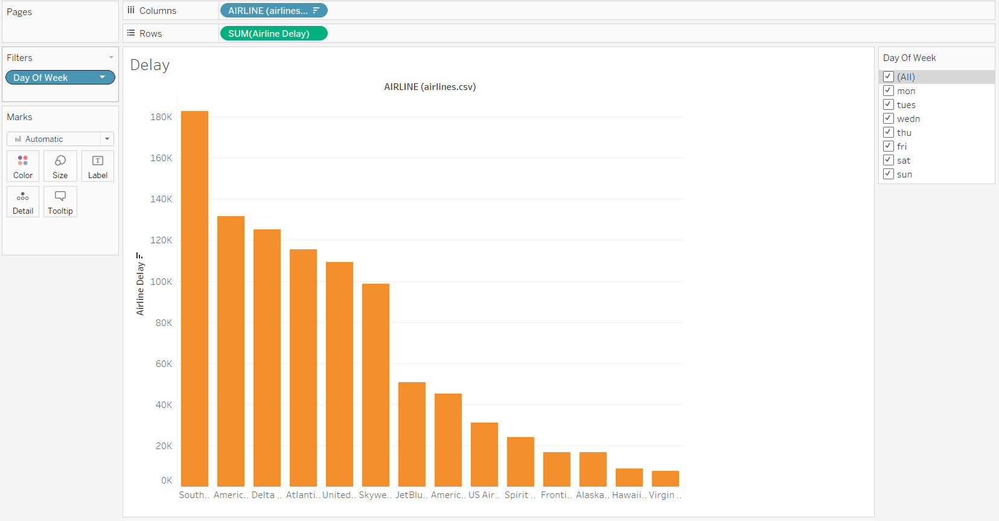 Pages
Columns
AIRLINE (airlines...
Rows
SUM(Airline Delay)
Filters
Day Of Week
Marks
Automatic
Color
Size
T
Label
Detail
Tooltip
Delay
AIRLINE (airlines.csv)
Airline Delay
180K
160K
140K
120K
100K
80K
60K
40K
20K
0K
South.. Americ.. Delta .. Atlanti.. United.. Skywe.. JetBlu.. Americ.. US Air.. Spirit .. Fronti.. Alaska.. Hawaii.. Virgin ..
Day Of Week
(All)
mon
tues
wedn
thu
fri
sat
sun